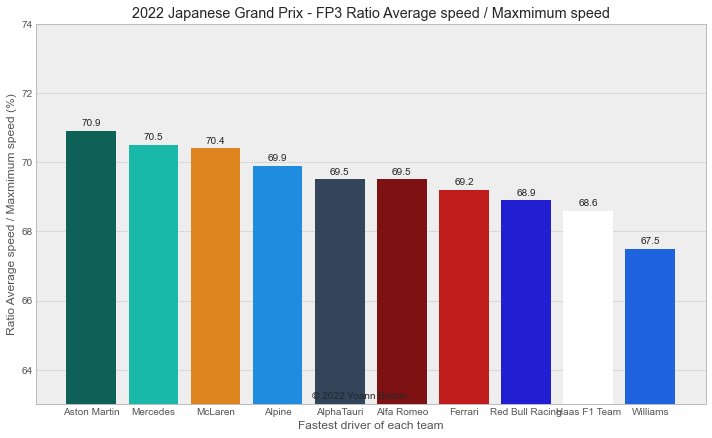 2022 Japanese Grand Prix - FP3 Ratio Average speed / Maxmimum speed
Ratio Average speed / Maxmimum speed (%)
74
72
70
68
66
64
70.9
70.5
70.4
69.9
69.5
69.5
69.2
68.9
68.6
67.5
© 2022 Yoann
Aston Martin
Mercedes
McLaren
Alpine
AlphaTauri
Alfa Romeo
Ferrari
Red Bull Racing
Haas F1 Team
Williams
Fastest driver of each team